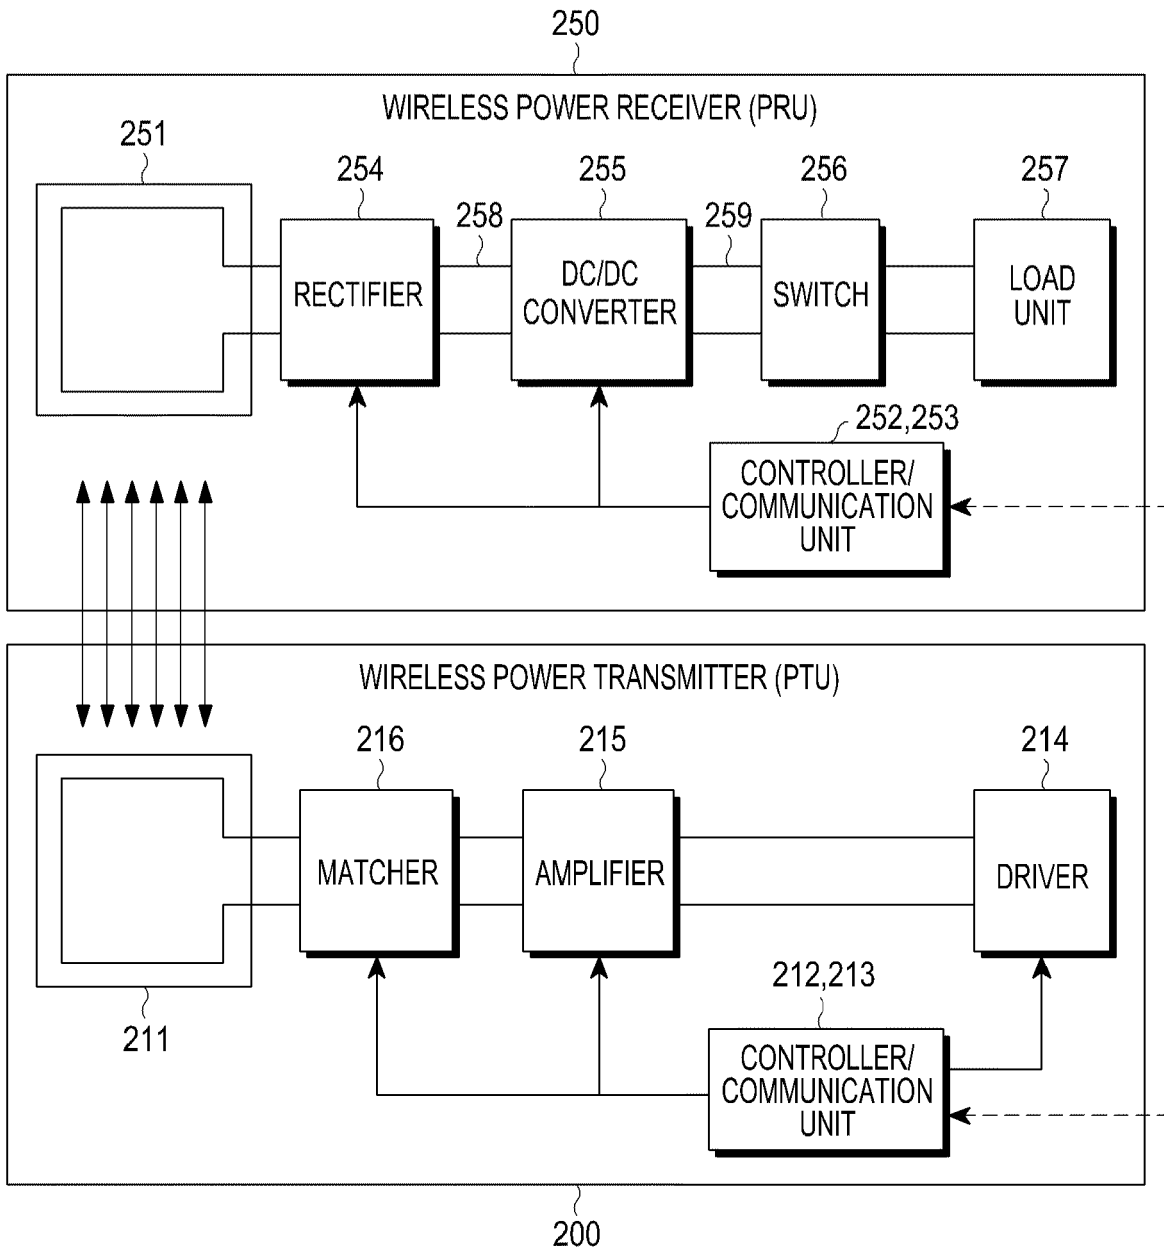 250
WIRELESS POWER RECEIVER (PRU)
251
254
255
256
257
258
259
RECTIFIER
DC/DC
CONVERTER
SWITCH
LOAD
UNIT
252,253
CONTROLLER/
COMMUNICATION
UNIT
WIRELESS POWER TRANSMITTER (PTU)
216
215
214
MATCHER
AMPLIFIER
DRIVER
211
212,213
CONTROLLER/
COMMUNICATION
UNIT
200